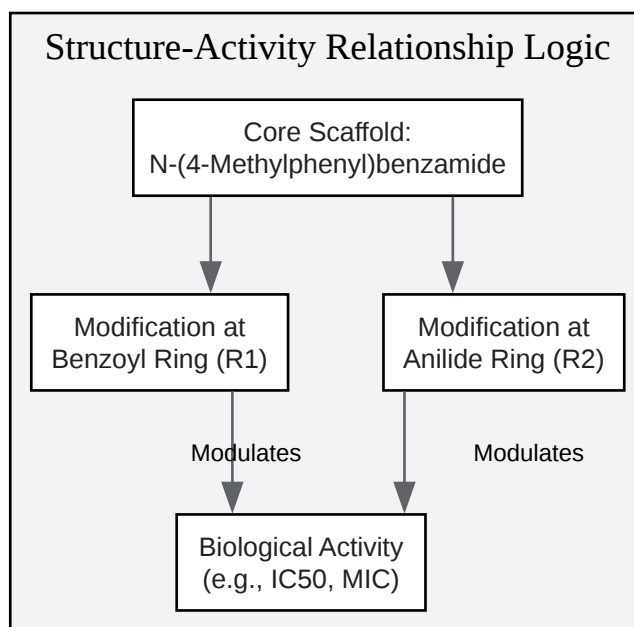 Structure-Activity Relationship Logic
Core Scaffold:
N-(4-Methylphenyl)benzamide
Modification at
Benzoyl Ring (R1)
Modification at
Anilide Ring (R2)
Modulates
Modulates
Biological Activity
(e.g., IC50, MIC)